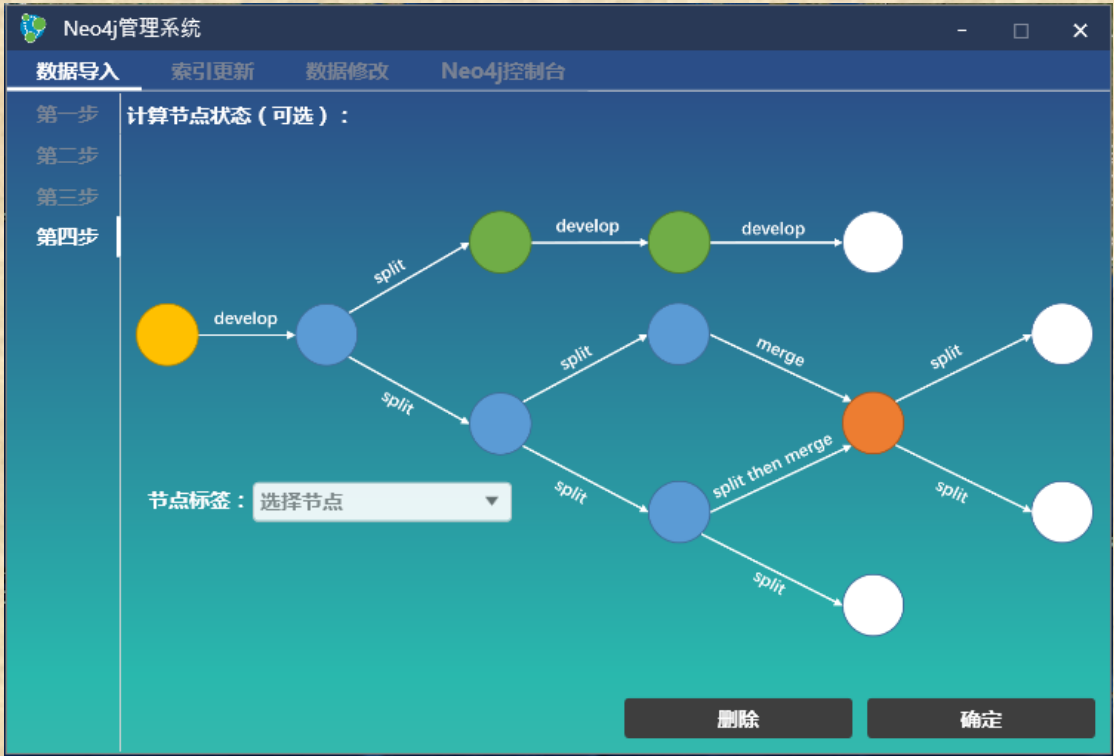 Neo4j管理系统
数据导入 索引更新 数据修改 Neo4j控制台
第一步
第二步
第三步
第四步
计算节点状态（可选）：
develop
develop
split
develop
split
merge
split
split
split then merge
split
split
split
节点标签：
选择节点
删除
确定